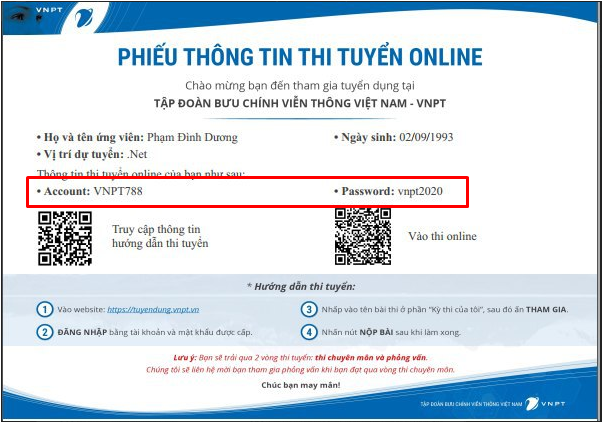 VNPT
PHIẾU THÔNG TIN THI TUYỂN ONLINE
Chào mừng bạn đến tham gia tuyển dụng tại
TẬP ĐOÀN BƯU CHÍNH VIỄN THÔNG VIỆT NAM - VNPT
• Họ và tên ứng viên: Phạm Đình Dương • Ngày sinh: 02/09/1993
• Vị trí dự tuyển: .Net
Thông tin thi tuyển online của bạn như sau:
• Account: VNPT788 • Password: vnpt2020
Truy cập thông tin
hướng dẫn thi tuyển
Vào thi online
* Hướng dẫn thi tuyển:
1 Vào website: https://tuyendung.vnpt.vn
2 ĐĂNG NHẬP bằng tài khoản và mật khẩu được cấp.
3 Nhấp vào tên bài thi ở phần "Kỳ thi của tôi", sau đó ấn THAM GIA.
4 Nhấn nút NỘP BÀI sau khi làm xong.
Lưu ý: Bạn sẽ trải qua 2 vòng thi tuyển: thi chuyên môn và phỏng vấn.
Chúng tôi sẽ liên hệ mời bạn tham gia phỏng vấn khi bạn đạt qua vòng thi chuyên môn.
Chúc bạn may mắn!
TẬP ĐOÀN BƯU CHÍNH VIỄN THÔNG VIỆT NAM VNPT